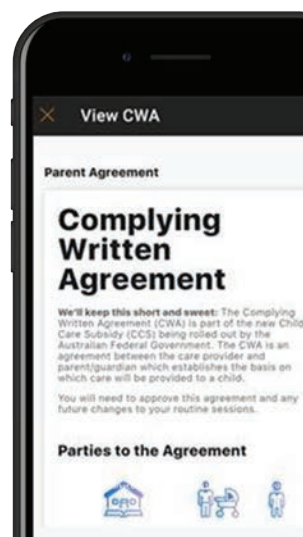 View CWA
Parent Agreement
Complying
Written
Agreement
We'll keep this short and sweet: The Complying
Written Agreement (CWA) is part of the new Child
Care Subsidy (CCS) being rolled out by the
Australian Federal Government. The CWA is an
agreement between the care provider and
parent/guardian which establishes the basis on
which care will be provided to a child.
You will need to approve this agreement and any
future changes to your routine sessions.
Parties to the Agreement